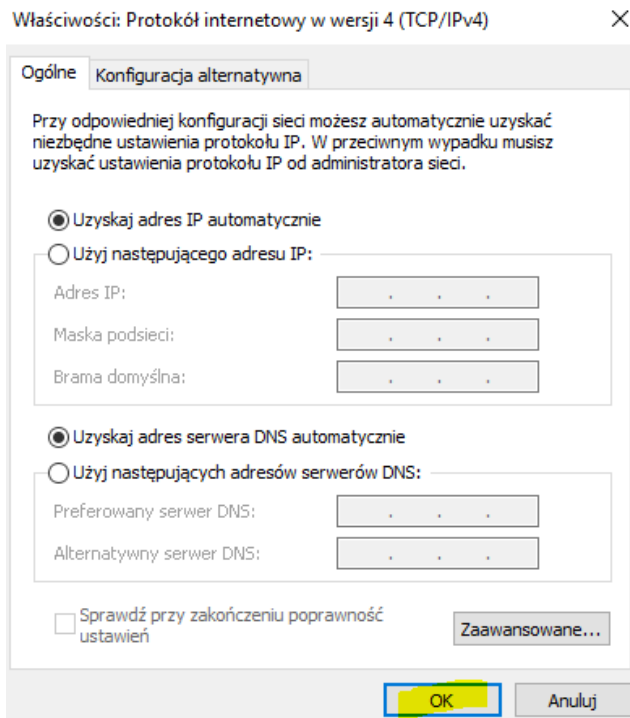 Właściwości: Protokół internetowy w wersji 4 (TCP/IPv4)
Ogólne
Konfiguracja alternatywna
Przy odpowiedniej konfiguracji sieci możesz automatycznie uzyskać
niezbędne ustawienia protokołu IP. W przeciwnym wypadku musisz
uzyskać ustawienia protokołu IP od administratora sieci.
Uzyskaj adres IP automatycznie
Użyj następującego adresu IP:
Adres IP:
Maska podsieci:
Brama domyślna:
Uzyskaj adres serwera DNS automatycznie
Użyj następujących adresów serwerów DNS:
Preferowany serwer DNS:
Alternatywny serwer DNS:
Sprawdź przy zakończeniu poprawność
ustawień
Zaawansowane...
OK
Anuluj